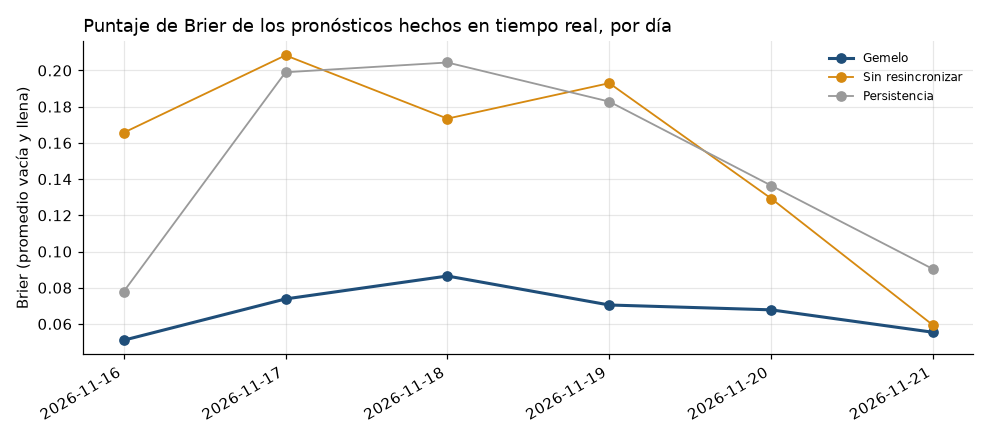 Puntaje de Brier de los pronósticos hechos en tiempo real, por día
Gemelo
Sin resincronizar
Persistencia
Brier (promedio vacía y llena)
0.20
0.18
0.16
0.14
0.12
0.10
0.08
0.06
2026-11-16
2026-11-17
2026-11-18
2026-11-19
2026-11-20
2026-11-21